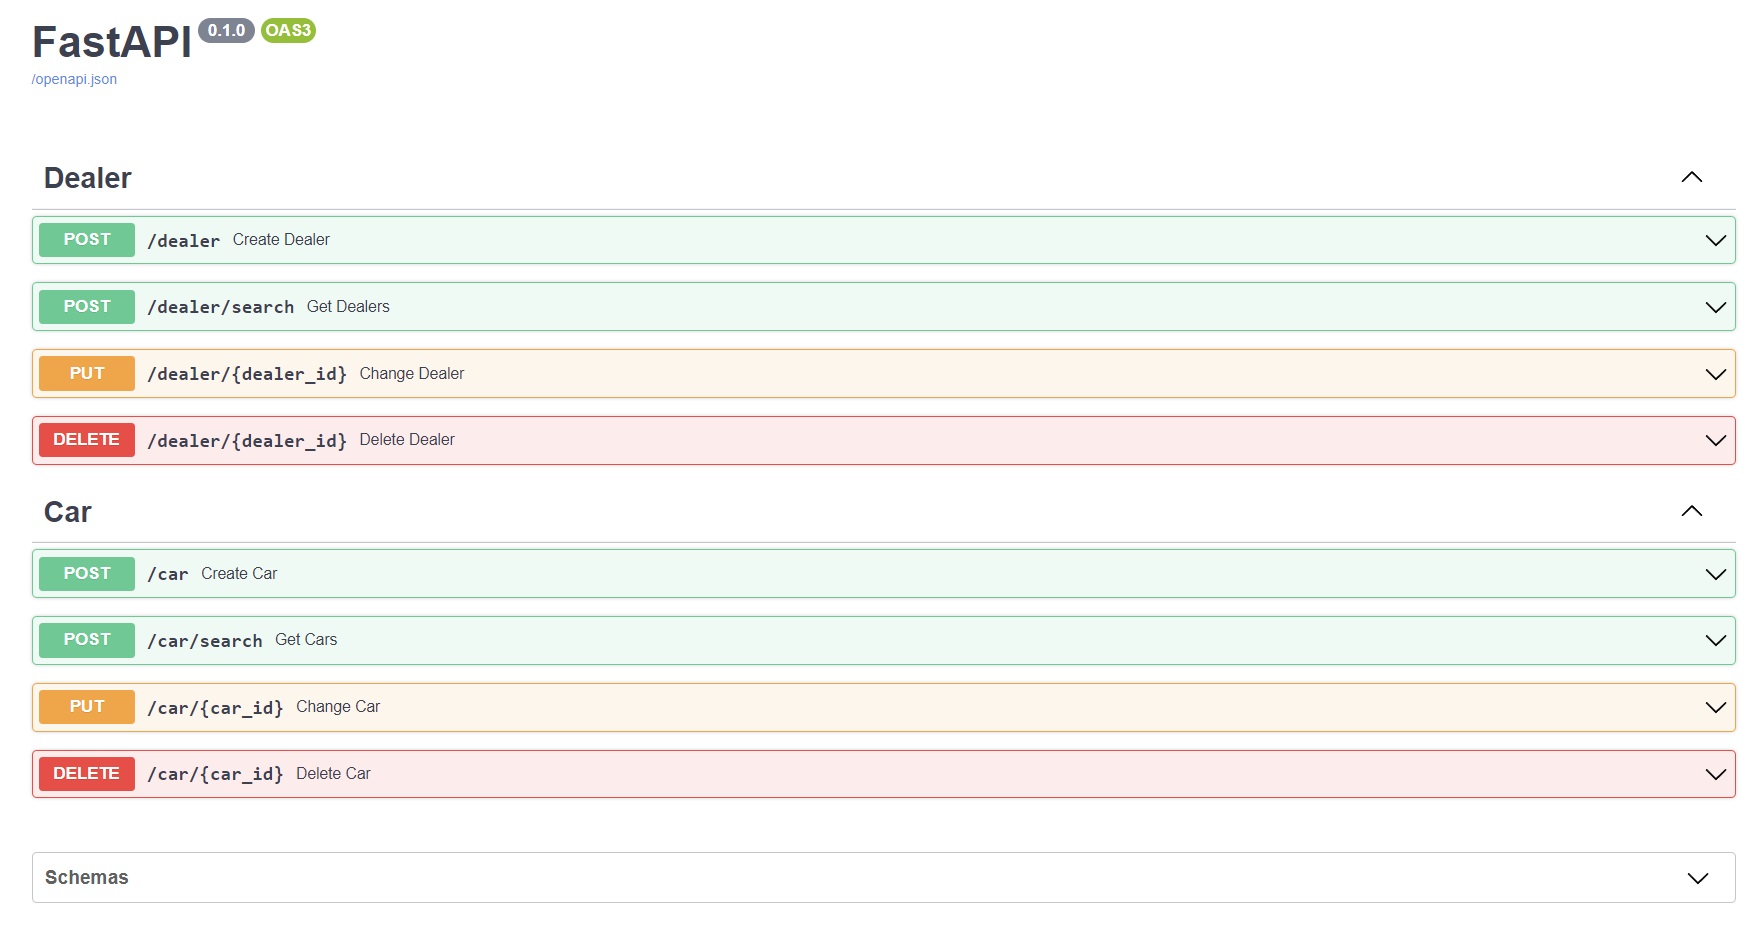 FastAPI 0.1.0 OAS3
/openapi.json
Dealer
POST /dealer Create Dealer
POST /dealer/search Get Dealers
PUT /dealer/{dealer_id} Change Dealer
DELETE /dealer/{dealer_id} Delete Dealer
Car
POST /car Create Car
POST /car/search Get Cars
PUT /car/{car_id} Change Car
DELETE /car/{car_id} Delete Car
Schemas